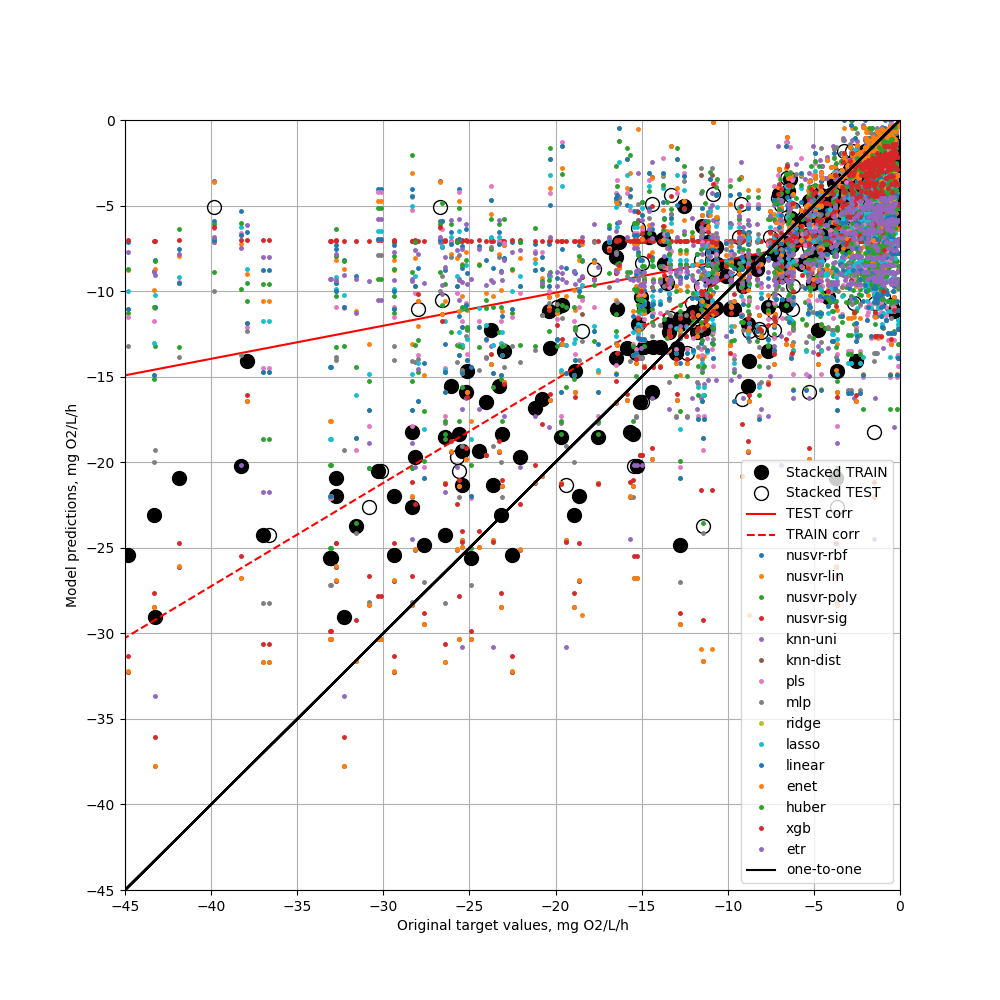 0
−5
−10
−15
−20
−25
−30
−35
−40
−45
Model predictions, mg O2/L/h
−45
−40
−35
−30
−25
−20
−15
−10
−5
0
Original target values, mg O2/L/h
Stacked TRAIN
Stacked TEST
TEST corr
TRAIN corr
nusvr-rbf
nusvr-lin
nusvr-poly
nusvr-sig
knn-uni
knn-dist
pls
mlp
ridge
lasso
linear
enet
huber
xgb
etr
one-to-one